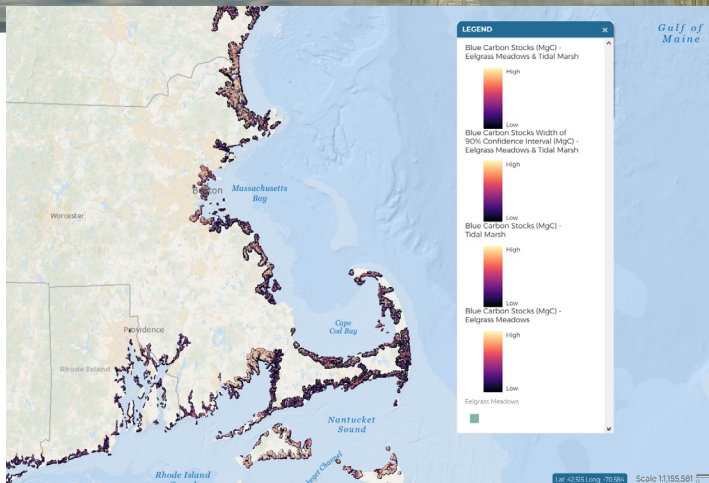 LEGEND ×
Blue Carbon Stocks (MgC) -
Eelgrass Meadows & Tidal Marsh
High
Low
Blue Carbon Stocks Width of
90% Confidence Interval (MgC) -
Eelgrass Meadows & Tidal Marsh
High
Low
Blue Carbon Stocks (MgC) -
Tidal Marsh
High
Low
Blue Carbon Stocks (MgC) -
Eelgrass Meadows
High
Low
Eelgrass Meadows
Gulf of
Maine
Boston
Massachusetts
Bay
Worcester
Cape
Cod Bay
Providence
Rhode Island
Nantucket
Sound
Channel
Rhode Island
Lat: 42.515 Long: -70.584
Scale 1:1,155,581